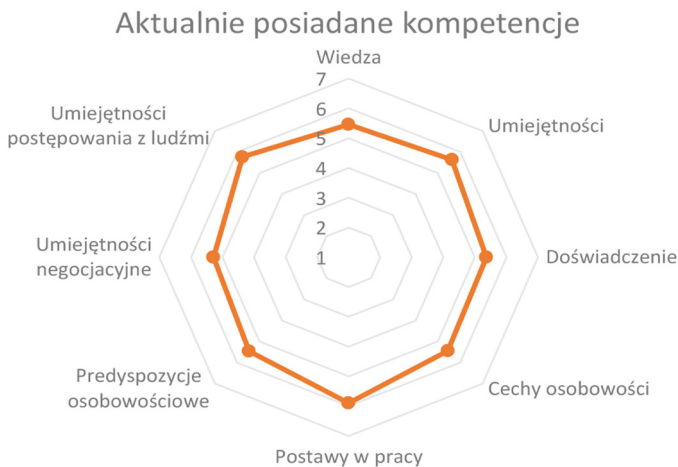 Aktualnie posiadane kompetencje
Wiedza
7
6
5
4
3
2
1
Umiejętności
Doświadczenie
Cechy osobowości
Postawy w pracy
Predyspozycje
osobowościowe
Umiejętności
negocjacyjne
Umiejętności
postępowania z ludźmi